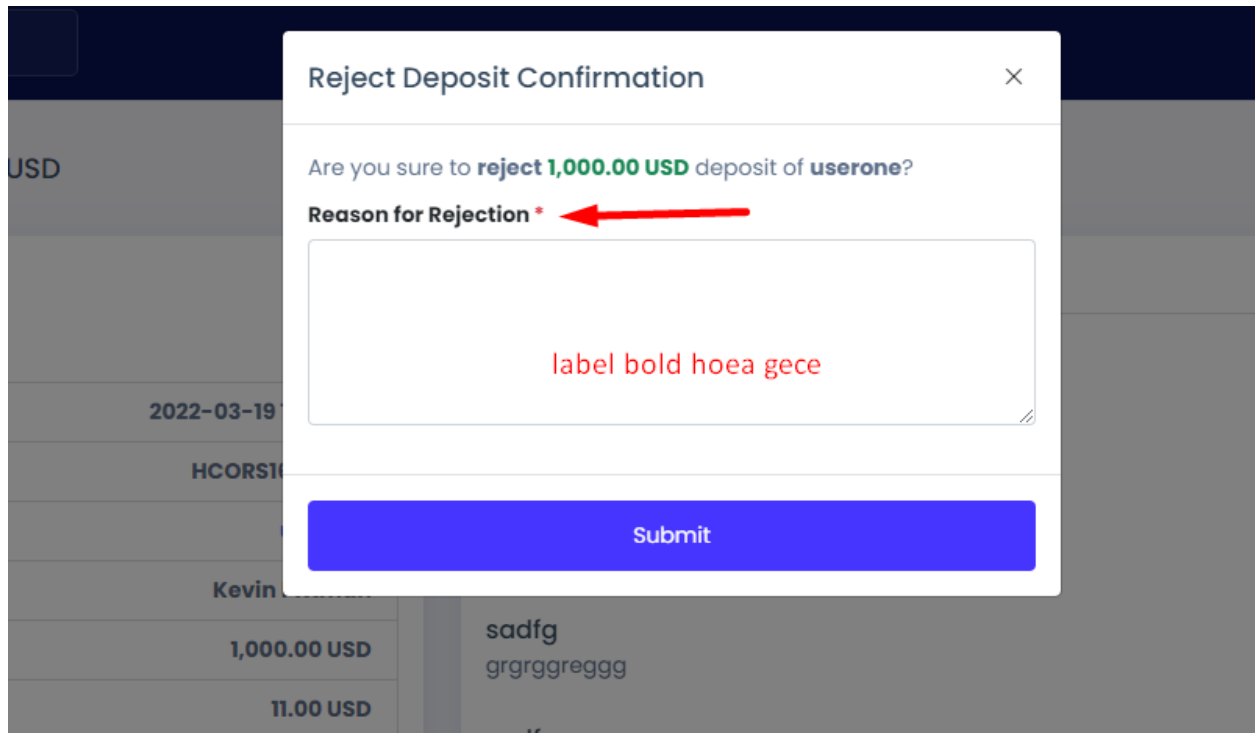 Reject Deposit Confirmation
USD
Are you sure to reject 1,000.00 USD deposit of userone?
Reason for Rejection *
label bold hoea gece
2022-03-19
HCORS1
Submit
Kevin
1,000.00 USD
sadfg
grgrggreggg
11.00 USD